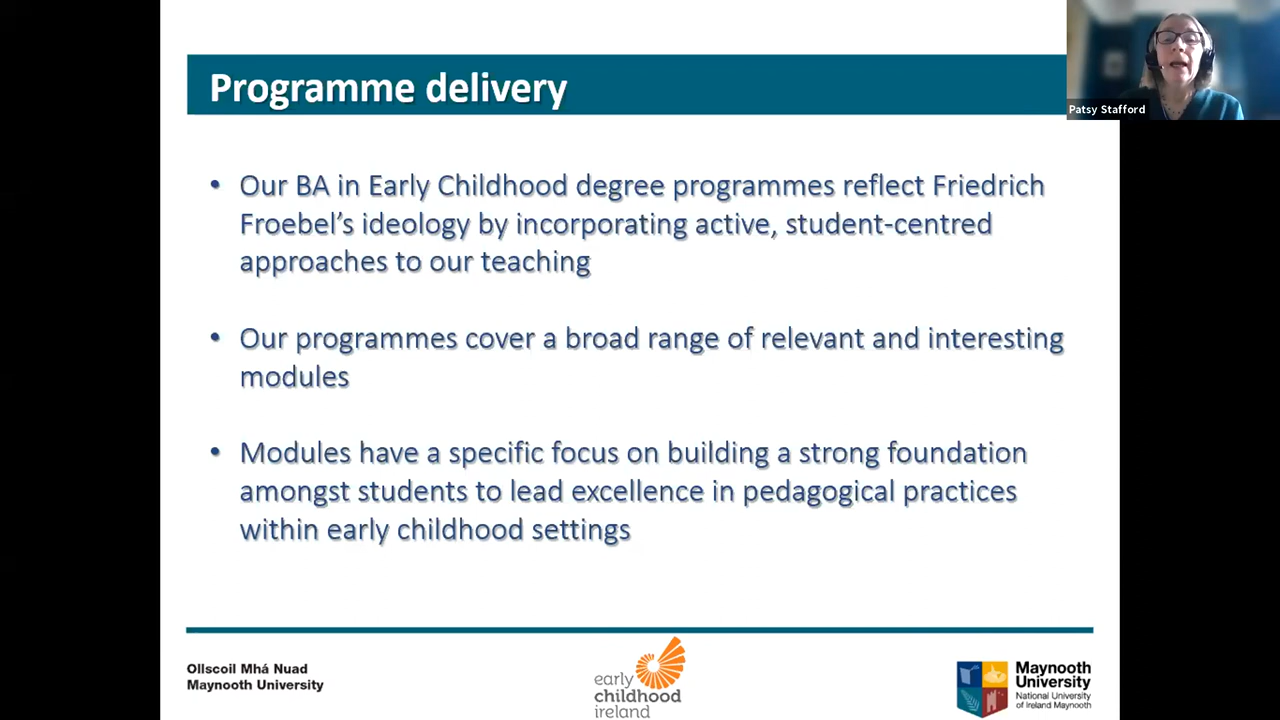 Programme delivery
Patsy Stafford
• Our BA in Early Childhood degree programmes reflect Friedrich
Froebel’s ideology by incorporating active, student-centred
approaches to our teaching
• Our programmes cover a broad range of relevant and interesting
modules
• Modules have a specific focus on building a strong foundation
amongst students to lead excellence in pedagogical practices
within early childhood settings
Ollscoil Mhá Nuad
Maynooth University
early
childhood
ireland
Maynooth
University
National University
of Ireland Maynooth